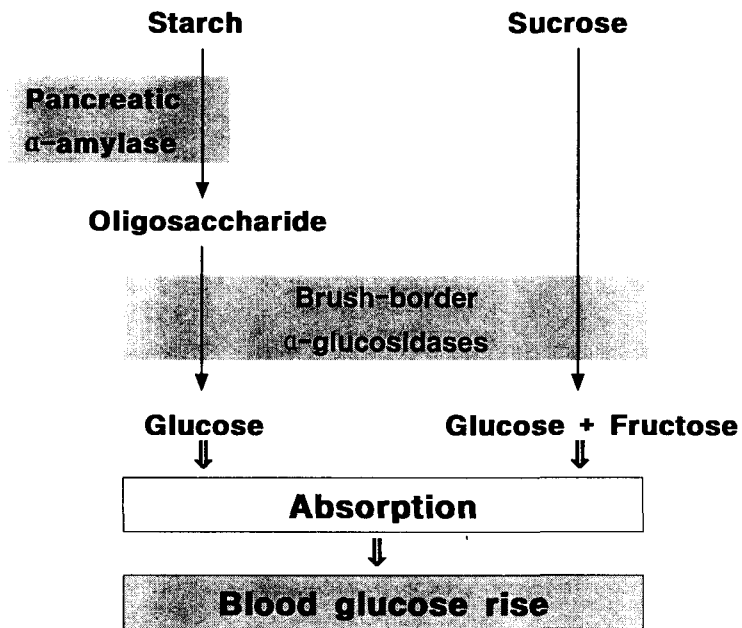 Starch
Sucrose
Pancreatic
α-amylase
Oligosaccharide
Brush-border
α-glucosidases
Glucose
Glucose + Fructose
⇓
⇓
Absorption
⇓
Blood glucose rise